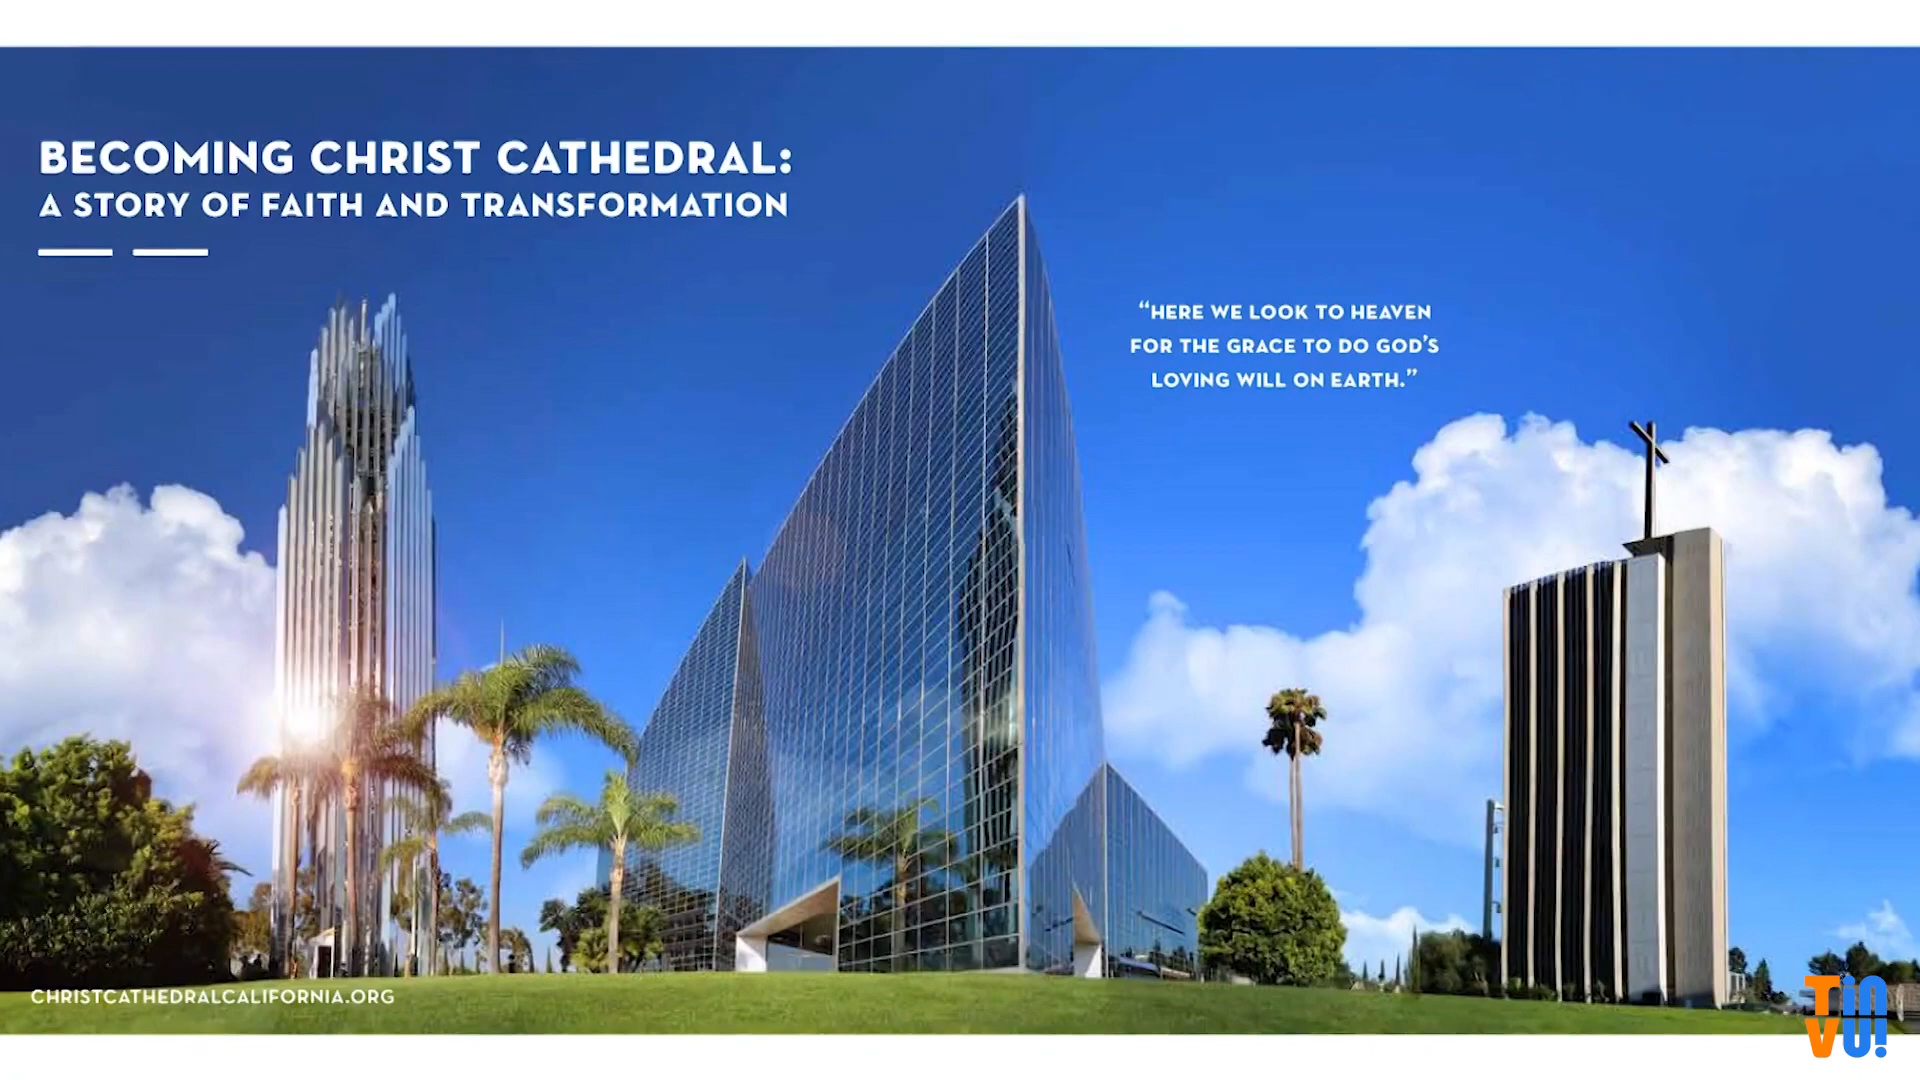 BECOMING CHRIST CATHEDRAL:
A STORY OF FAITH AND TRANSFORMATION
“HERE WE LOOK TO HEAVEN
FOR THE GRACE TO DO GOD’S
LOVING WILL ON EARTH.”
CHRISTCATHEDRALCALIFORNIA.ORG
TIN
VUI